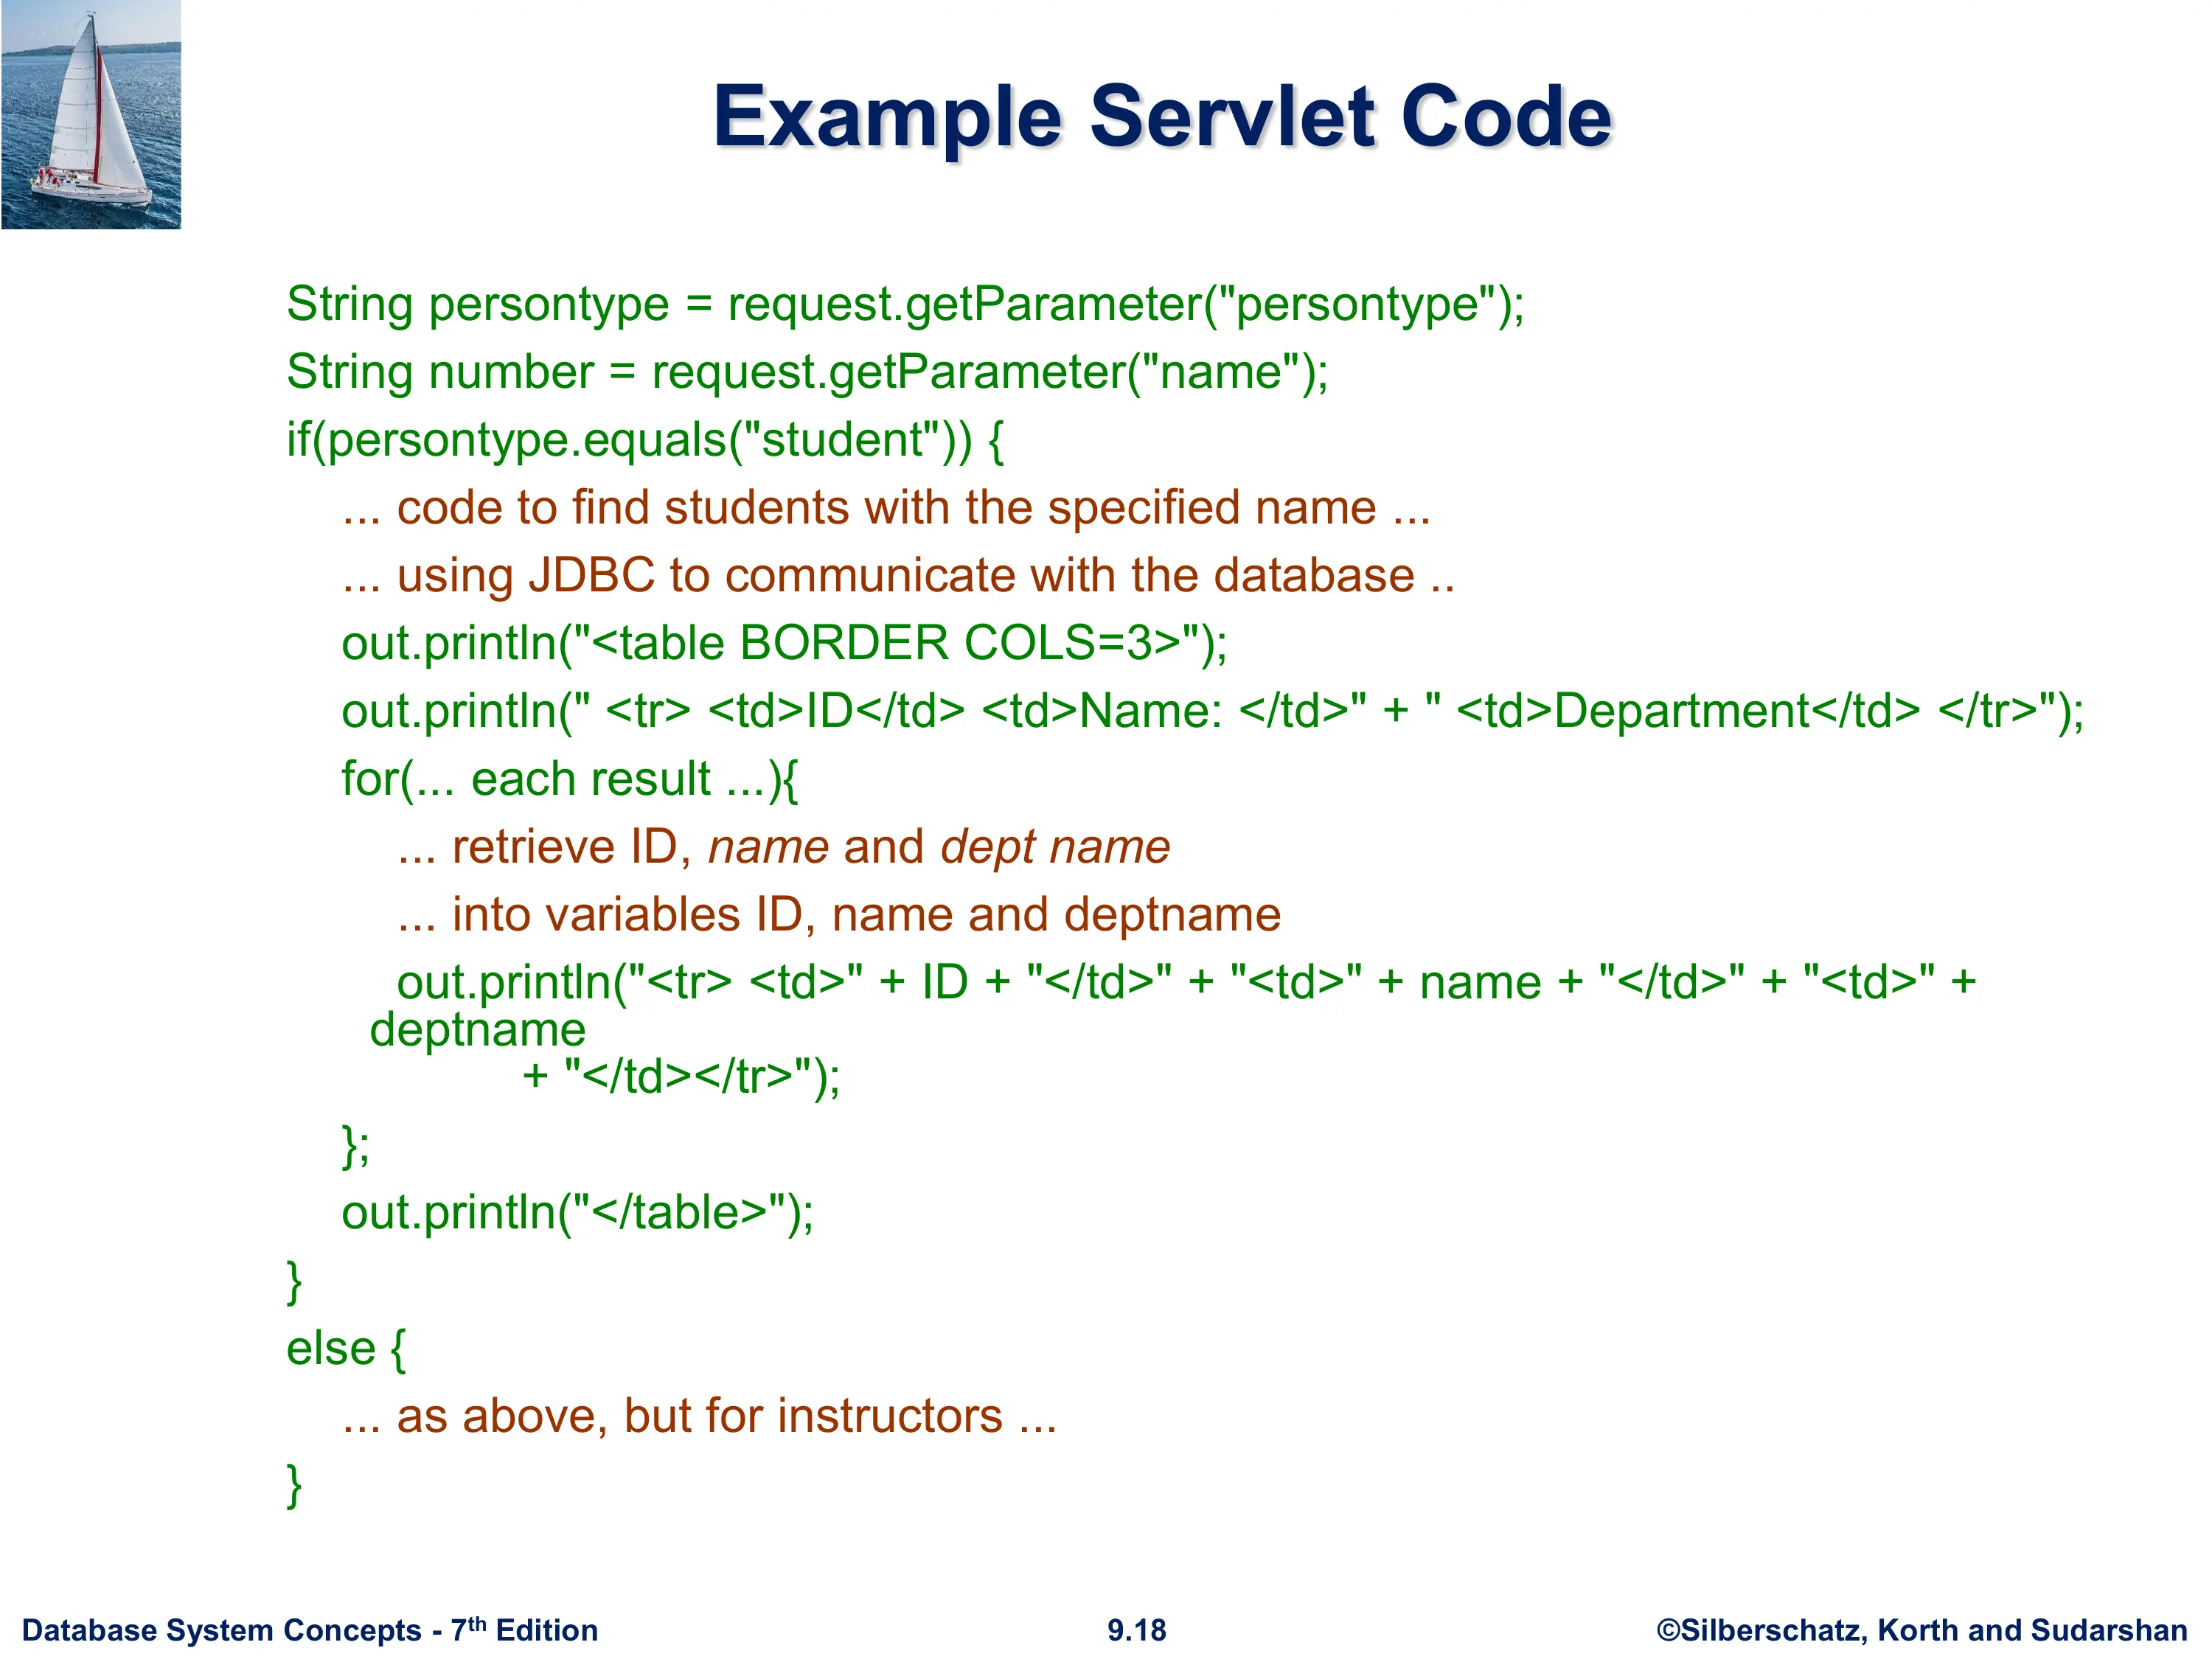 Example Servlet Code
String persontype = request.getParameter("persontype");
String number = request.getParameter("name");
if(persontype.equals("student")) {
... code to find students with the specified name ...
... using JDBC to communicate with the database ..
out.println("<table BORDER COLS=3>");
out.println(" <tr> <td>ID</td> <td>Name: </td>" + " <td>Department</td> </tr>");
for(... each result ...){
... retrieve ID, name and dept name
... into variables ID, name and deptname
out.println("<tr> <td>" + ID + "</td>" + "<td>" + name + "</td>" + "<td>" +
deptname
+ "</td></tr>");
};
out.println("</table>");
}
else {
... as above, but for instructors ...
}
Database System Concepts - 7th Edition
9.18
©Silberschatz, Korth and Sudarshan